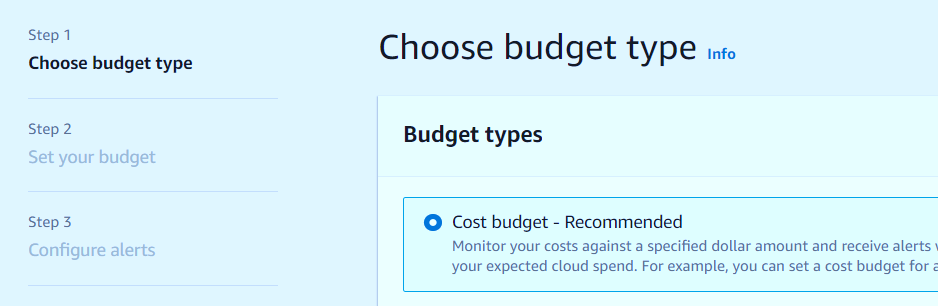 Step 1
Choose budget type
Step 2
Set your budget
Step 3
Configure alerts
Choose budget type Info
Budget types
Cost budget - Recommended
Monitor your costs against a specified dollar amount and receive alerts
your expected cloud spend. For example, you can set a cost budget for